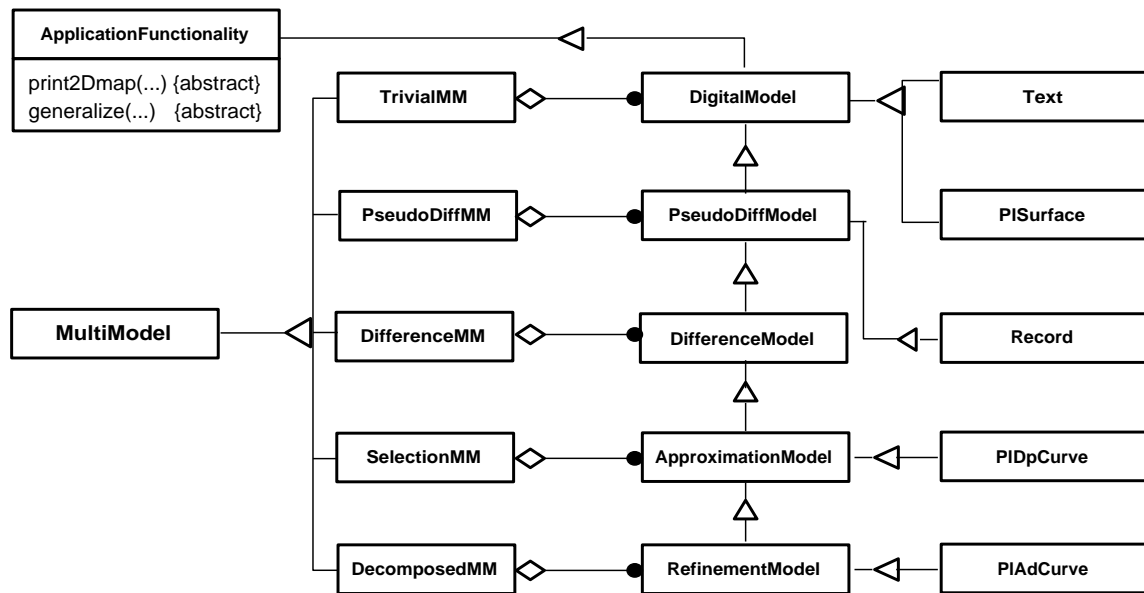 ApplicationFunctionality
print2Dmap(...) {abstract}
generalize(...) {abstract}
TrivialMM
DigitalModel
Text
PseudoDiffMM
PseudoDiffModel
PlSurface
MultiModel
DifferenceMM
DifferenceModel
Record
SelectionMM
ApproximationModel
PlDpCurve
DecomposedMM
RefinementModel
PlAdCurve